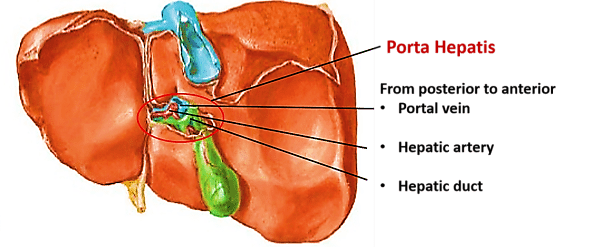 Porta Hepatis
From posterior to anterior
• Portal vein
• Hepatic artery
• Hepatic duct